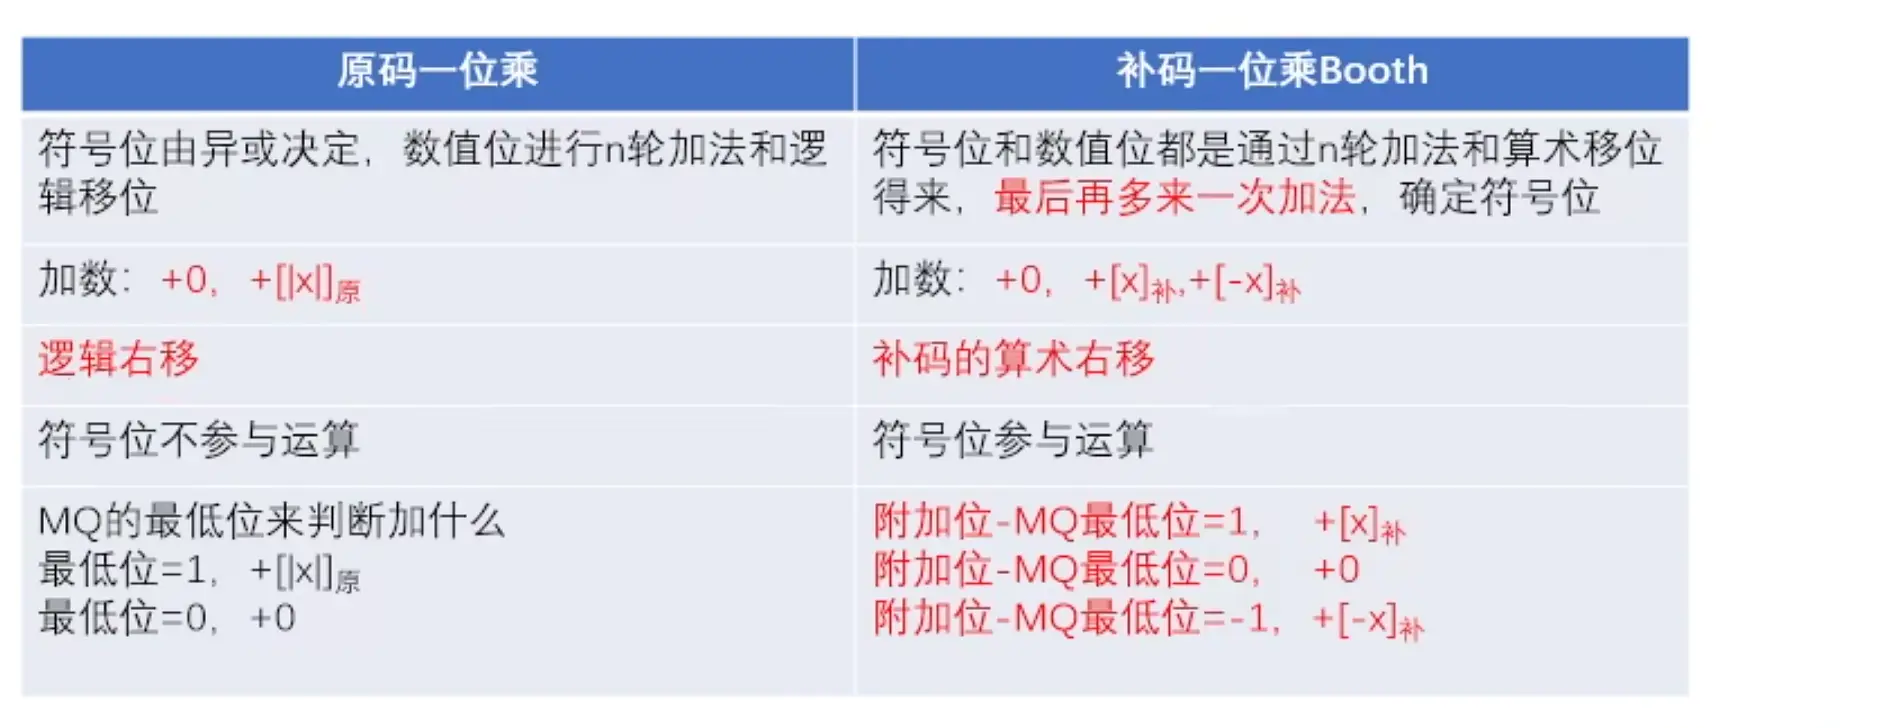 原码一位乘
补码一位乘Booth
符号位由异或决定，数值位进行n轮加法和逻
辑移位
符号位和数值位都是通过n轮加法和算术移位
得来，最后再多来一次加法，确定符号位
加数：+0，+[|x|]原
加数：+0，+[x]补,+[-x]补
逻辑右移
补码的算术右移
符号位不参与运算
符号位参与运算
MQ的最低位来判断加什么
最低位=1，+[|x|]原
最低位=0，+0
附加位-MQ最低位=1， +[x]补
附加位-MQ最低位=0， +0
附加位-MQ最低位=-1，+[-x]补